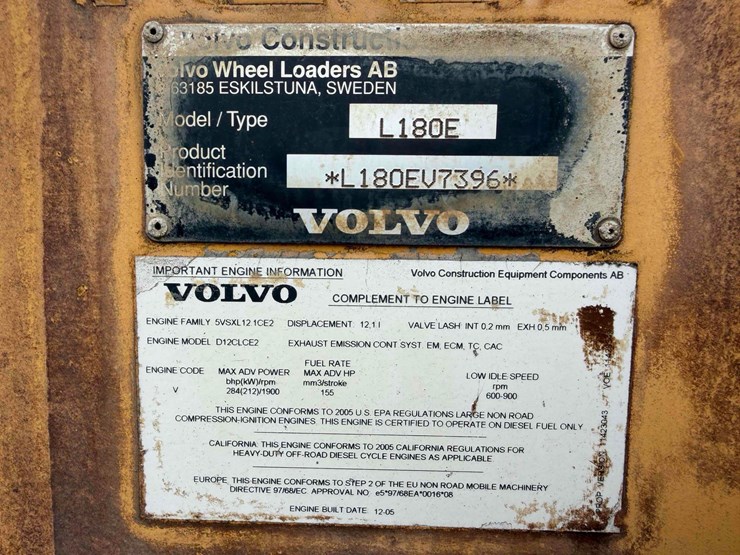 Volvo Construc
Volvo Wheel Loaders AB
63185 ESKILSTUNA, SWEDEN
Model / Type L180E
Product
Identification
Number *L180EV7396*
VOLVO
IMPORTANT ENGINE INFORMATION Volvo Construction Equipment Components AB
VOLVO COMPLEMENT TO ENGINE LABEL
ENGINE FAMILY 5VSXL12.1CE2 DISPLACEMENT 12,1 l VALVE LASH INT 0,2 mm EXH 0,5 mm
ENGINE MODEL D12CLCE2 EXHAUST EMISSION CONT SYST. EM, ECM, TC, CAC
FUEL RATE
ENGINE CODE MAX ADV POWER MAX ADV HP LOW IDLE SPEED
bhp(kW)/rpm mm3/stroke rpm
V 284(212)/1900 155 600-900
THIS ENGINE CONFORMS TO 2005 U.S. EPA REGULATIONS LARGE NON ROAD
COMPRESSION-IGNITION ENGINES. THIS ENGINE IS CERTIFIED TO OPERATE ON DIESEL FUEL ONLY
CALIFORNIA: THIS ENGINE CONFORMS TO 2005 CALIFORNIA REGULATIONS FOR
HEAVY-DUTY OFF-ROAD DIESEL CYCLE ENGINES AS APPLICABLE
EUROPE, THIS ENGINE CONFORMS TO STEP 2 OF THE EU NON ROAD MOBILE MACHINERY
DIRECTIVE 97/68/EC APPROVAL NO e5*97/68EA*0016*08
ENGINE BUILT DATE 12-05
11423043